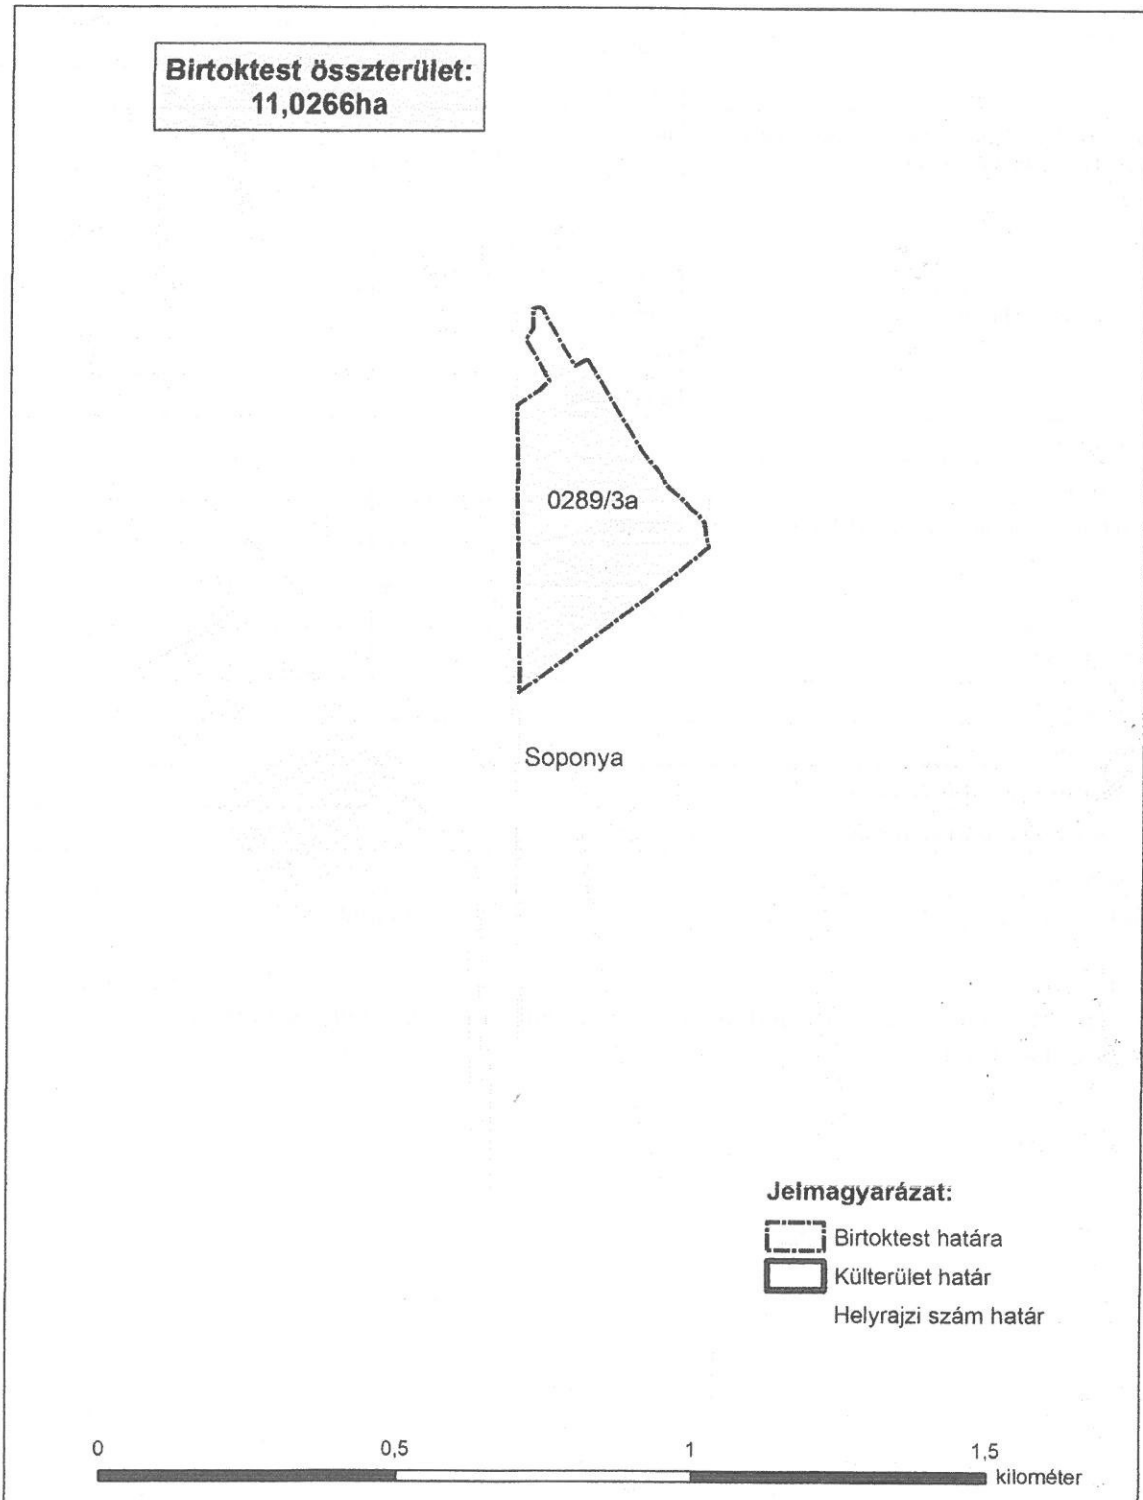 Birtoktest összterület:
11,0266ha
0289/3a
Soponya
Jelmagyarázat:
Birtoktest határa
Külterület határ
Helyrajzi szám határ
0 0,5 1 1,5
kilométer